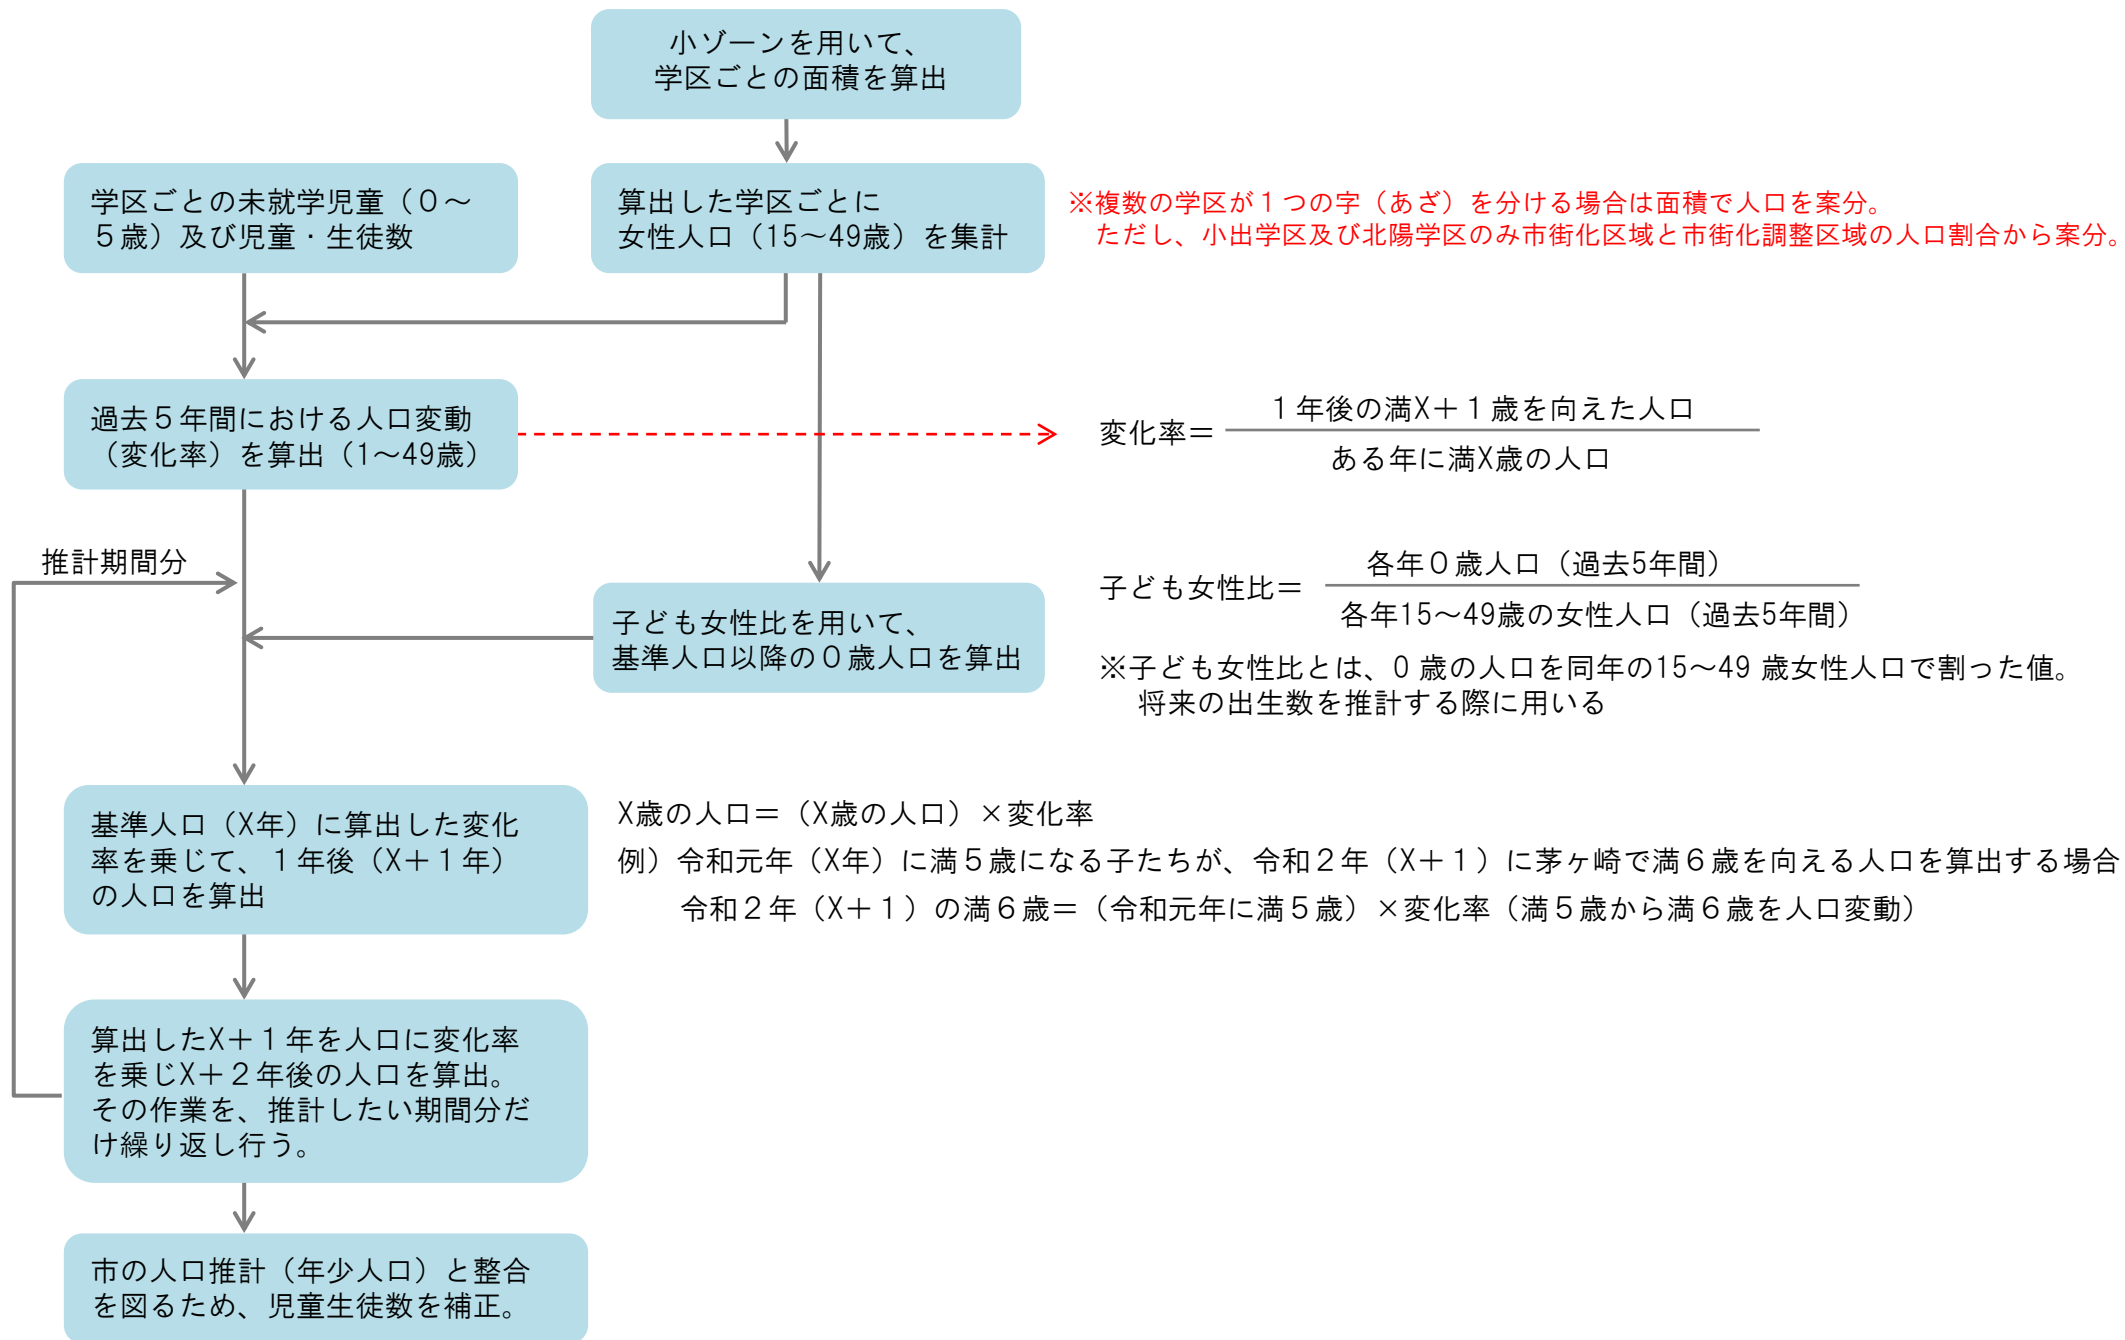 小ゾーンを用いて、
学区ごとの面積を算出
学区ごとの未就学児童（０～
５歳）及び児童・生徒数
算出した学区ごとに
女性人口（15～49歳）を集計
※複数の学区が１つの字（あざ）を分ける場合は面積で人口を案分。
ただし、小出学区及び北陽学区のみ市街化区域と市街化調整区域の人口割合から案分。
過去５年間における人口変動
（変化率）を算出（1～49歳）
変化率＝
１年後の満X＋１歳を向えた人口
ある年に満X歳の人口
推計期間分
子ども女性比を用いて、
基準人口以降の０歳人口を算出
子ども女性比＝
各年０歳人口（過去5年間）
各年15～49歳の女性人口（過去5年間）
※子ども女性比とは、0 歳の人口を同年の15～49 歳女性人口で割った値。
将来の出生数を推計する際に用いる
基準人口（X年）に算出した変化
率を乗じて、１年後（X＋１年）
の人口を算出
X歳の人口＝（X歳の人口）×変化率
例）令和元年（X年）に満５歳になる子たちが、令和２年（X＋１）に茅ヶ崎で満６歳を向える人口を算出する場合
令和２年（X＋１）の満６歳＝（令和元年に満５歳）×変化率（満５歳から満６歳を人口変動）
算出したX＋１年を人口に変化率
を乗じX＋２年後の人口を算出。
その作業を、推計したい期間分だ
け繰り返し行う。
市の人口推計（年少人口）と整合
を図るため、児童生徒数を補正。